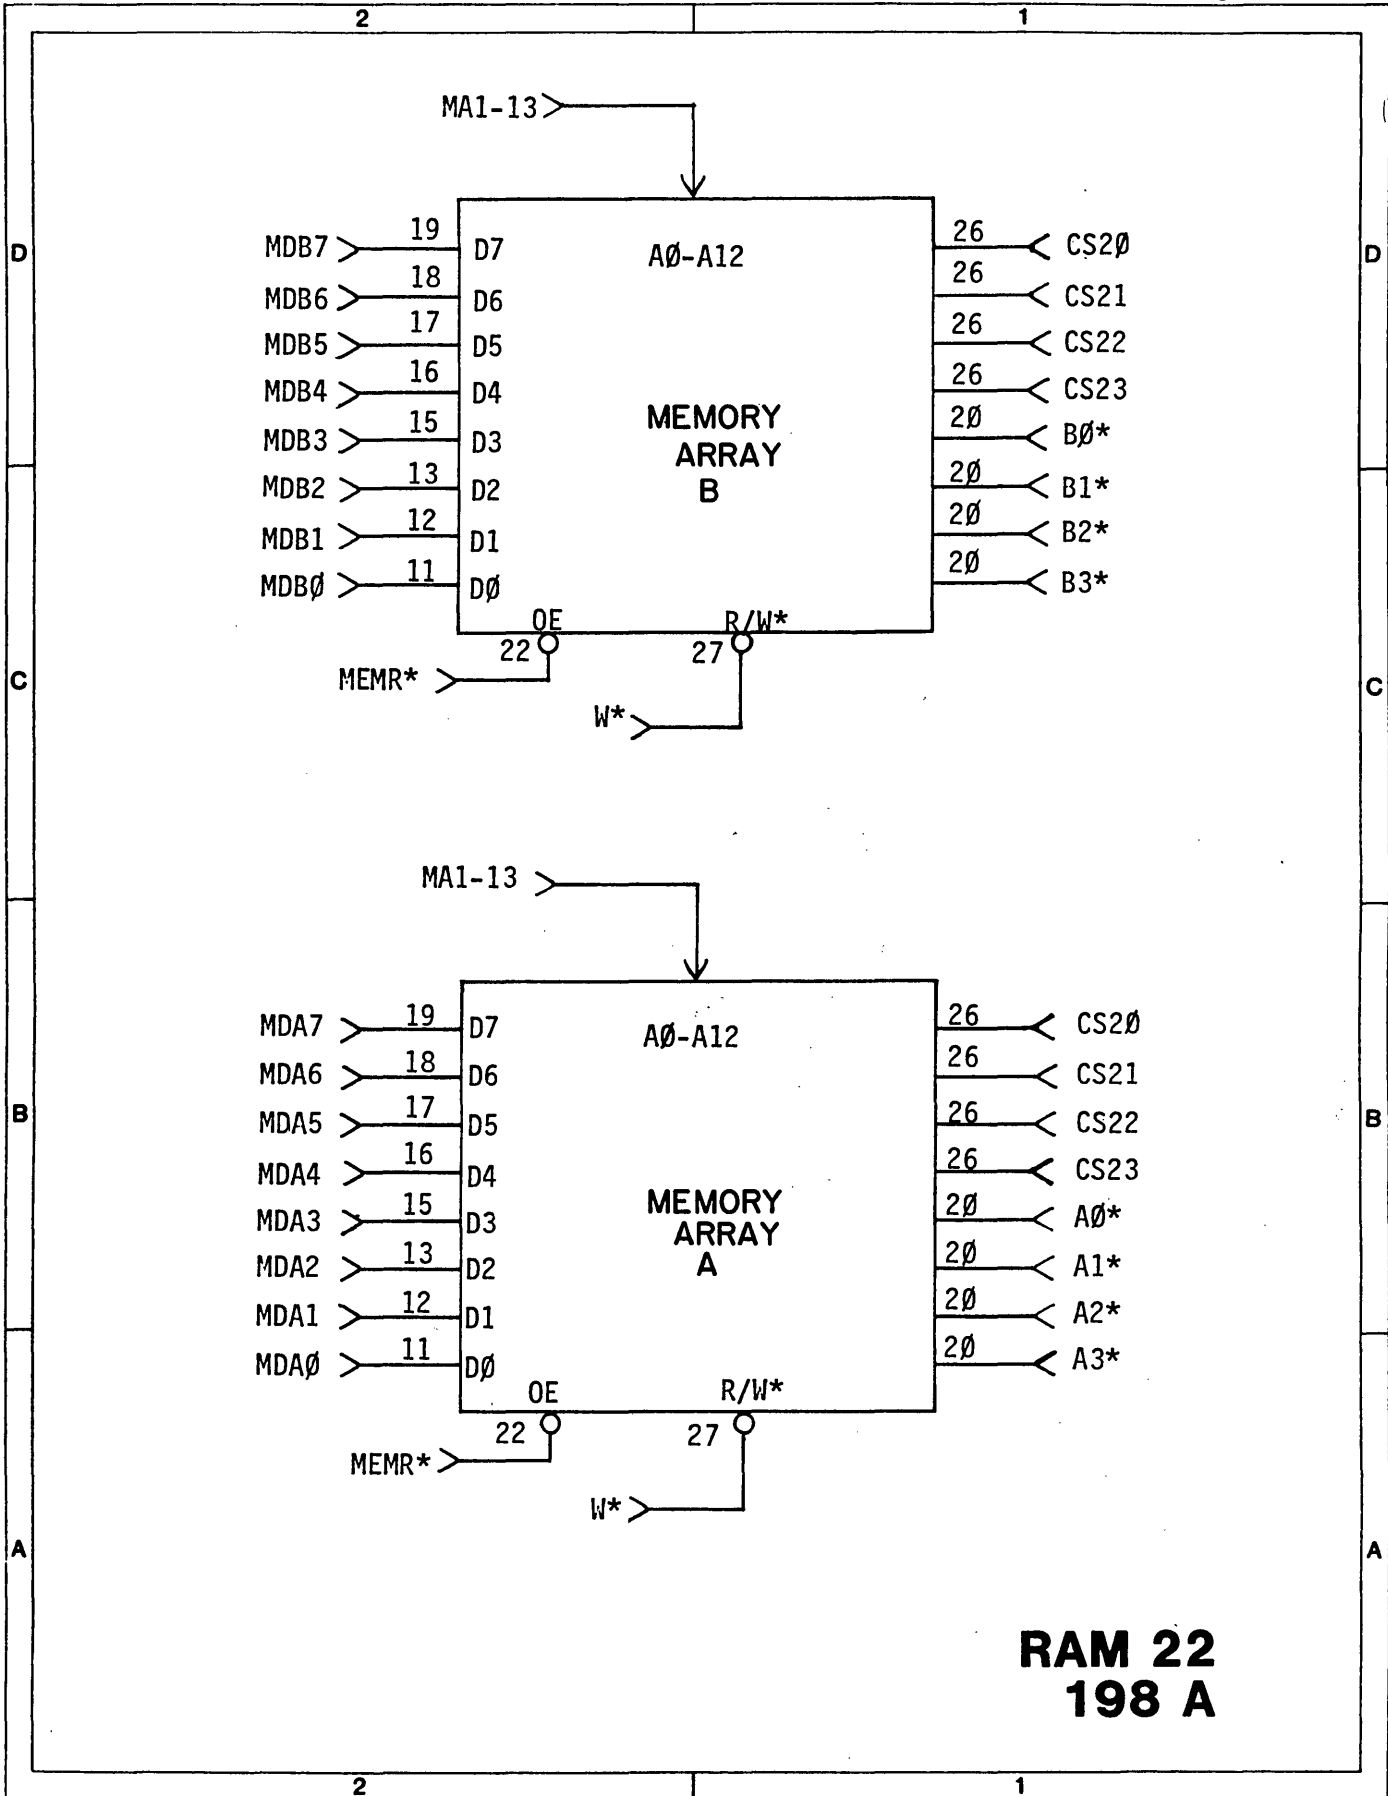 2 1
MA1-13
D D
MDB7 19 D7 AØ-A12 26 CS2Ø
MDB6 18 D6 26 CS21
MDB5 17 D5 26 CS22
MDB4 16 D4 26 CS23
MDB3 15 D3 MEMORY 2Ø BØ*
ARRAY
MDB2 13 D2 B 2Ø B1*
MDB1 12 D1 2Ø B2*
MDBØ 11 DØ 2Ø B3*
OE R/W*
22 27
C MEMR* C
W*
MA1-13
MDA7 19 D7 AØ-A12 26 CS2Ø
MDA6 18 D6 26 CS21
B MDA5 17 D5 26 CS22 B
MDA4 16 D4 26 CS23
MDA3 15 D3 MEMORY 2Ø AØ*
ARRAY
MDA2 13 D2 A 2Ø A1*
MDA1 12 D1 2Ø A2*
MDAØ 11 DØ 2Ø A3*
OE R/W*
22 27
MEMR*
W*
A A
RAM 22
198 A
2 1